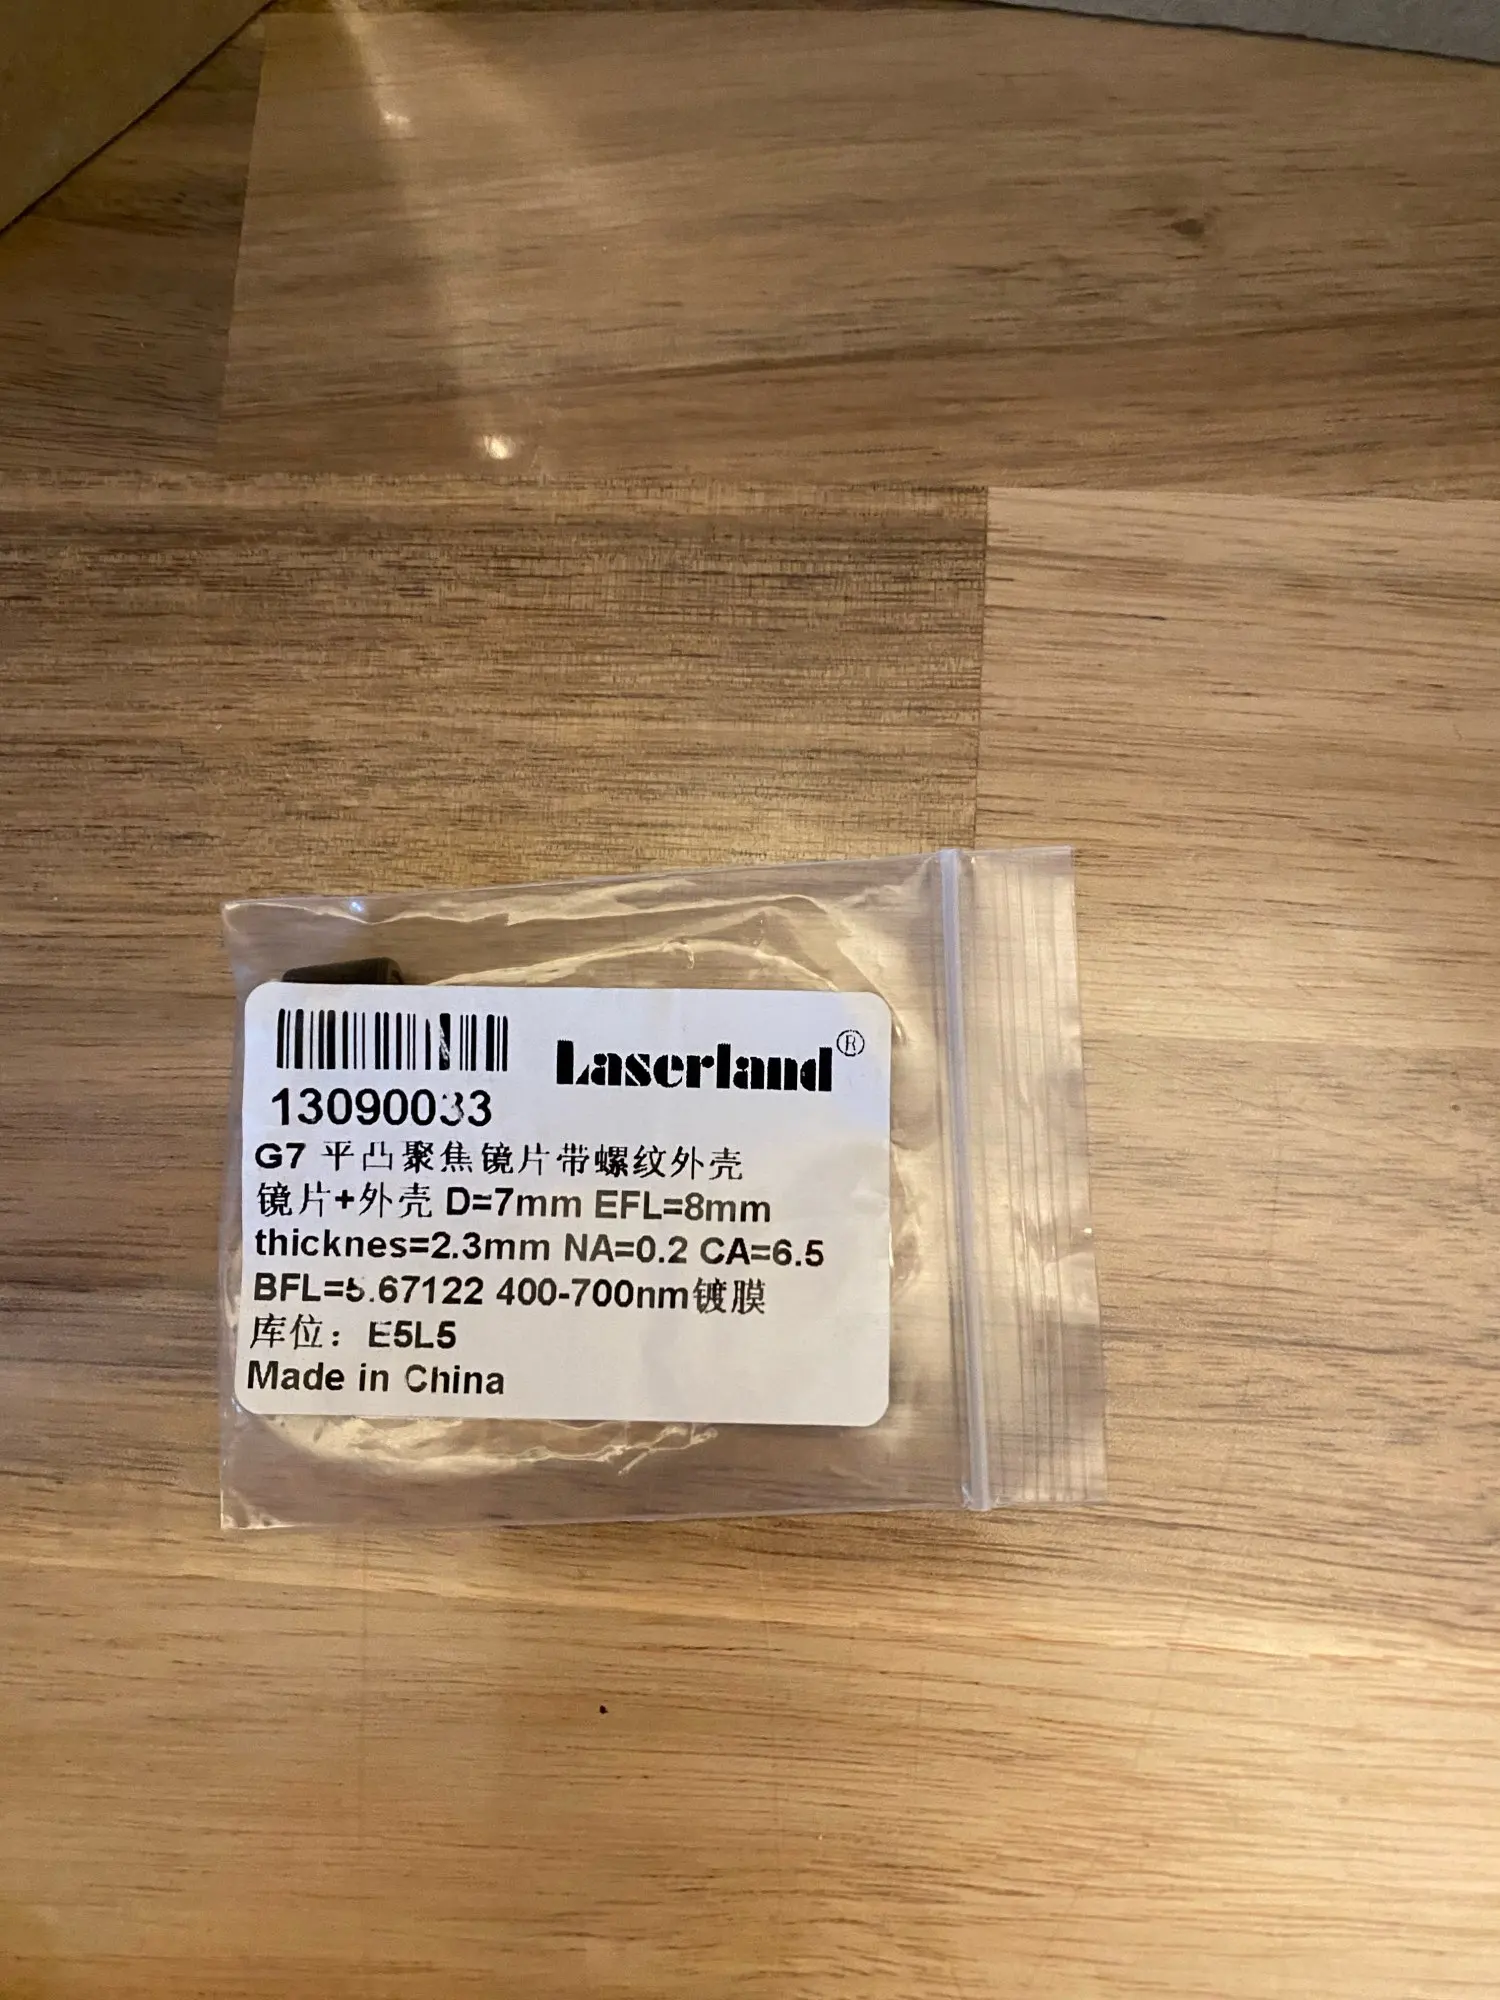 Laserland®
13090033
G7 平凸聚焦镜片带螺纹外壳
镜片+外壳 D=7mm EFL=8mm
thicknes=2.3mm NA=0.2 CA=6.5
BFL=5.67122 400-700nm镀膜
库位：E5L5
Made in China